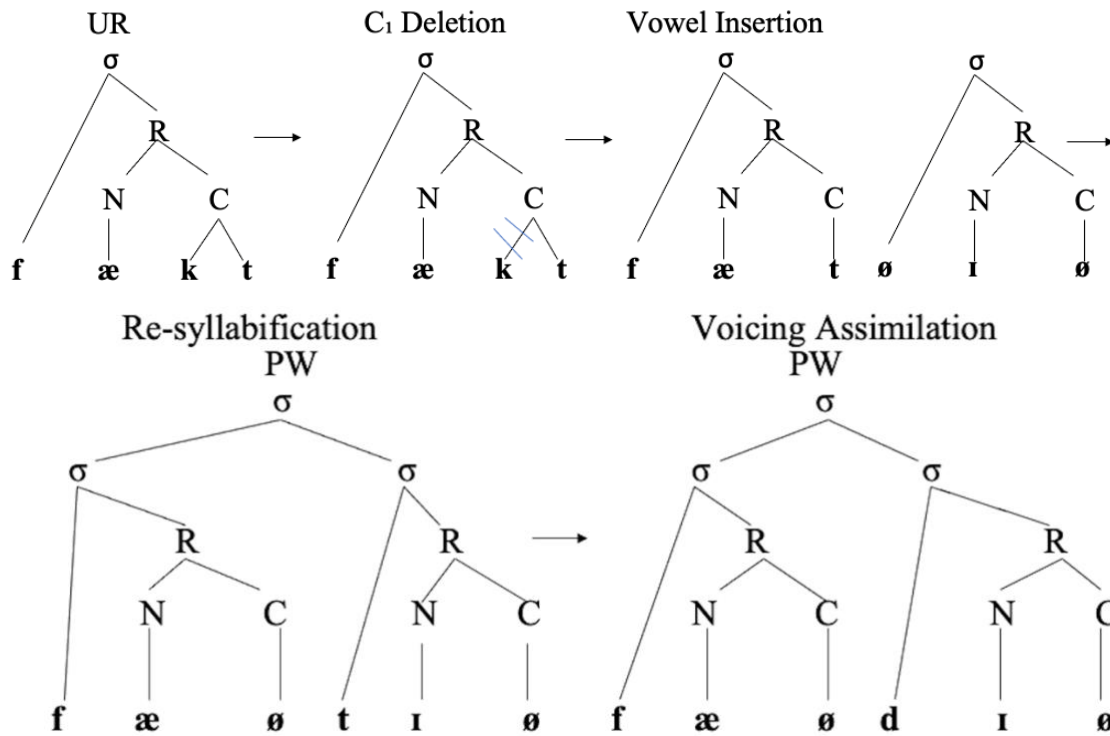 UR C₁ Deletion Vowel Insertion
σ σ σ σ
R R R R
N C N C N C N C
f æ k t f æ k t f æ t ø ɪ ø
Re-syllabification Voicing Assimilation
PW PW
σ σ
σ σ σ σ
R R R R
N C N C N C N C
f æ ø t ɪ ø f æ ø d ɪ ø